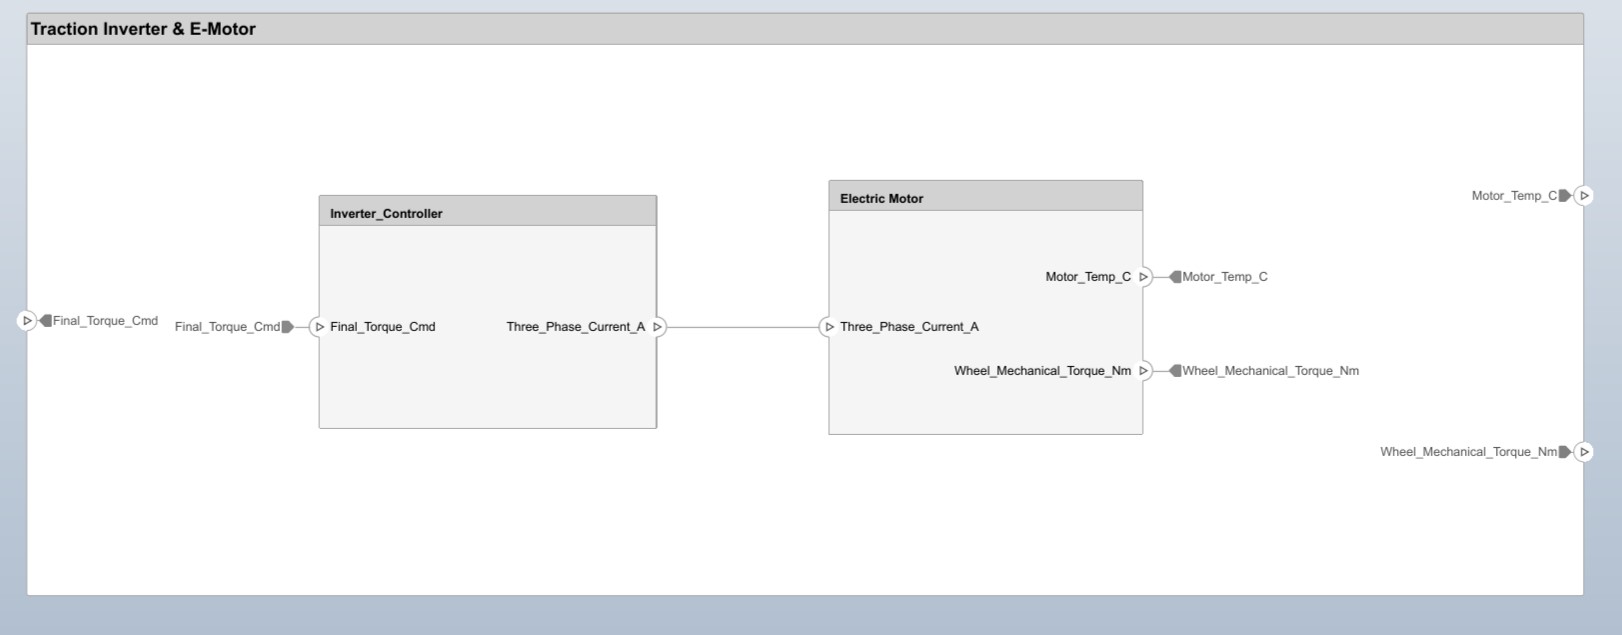 Traction Inverter & E-Motor
Inverter_Controller
Electric Motor
Motor_Temp_C
Motor_Temp_C
Motor_Temp_C
Final_Torque_Cmd
Final_Torque_Cmd
Final_Torque_Cmd
Three_Phase_Current_A
Three_Phase_Current_A
Wheel_Mechanical_Torque_Nm
Wheel_Mechanical_Torque_Nm
Wheel_Mechanical_Torque_Nm